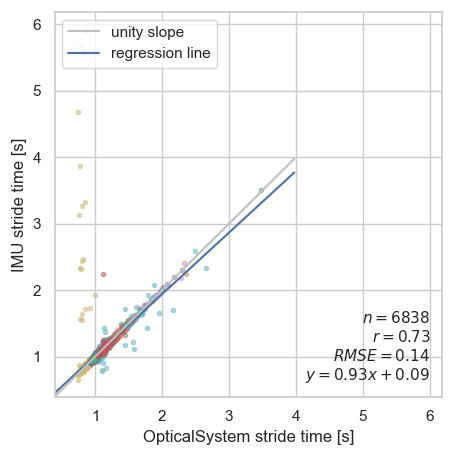 unity slope
regression line
6
5
4
3
2
1
IMU stride time [s]
n = 6838
r = 0.73
RMSE = 0.14
y = 0.93x + 0.09
1 2 3 4 5 6
OpticalSystem stride time [s]